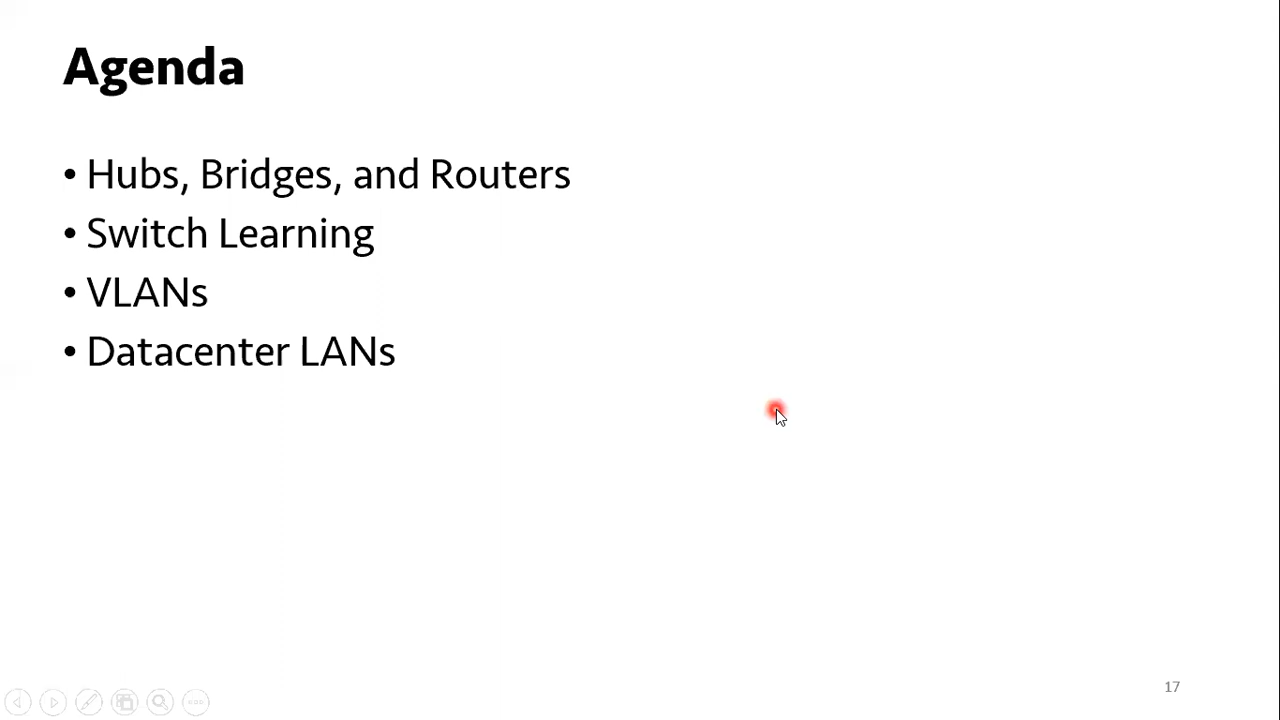 Agenda
• Hubs, Bridges, and Routers
• Switch Learning
• VLANs
• Datacenter LANs
17